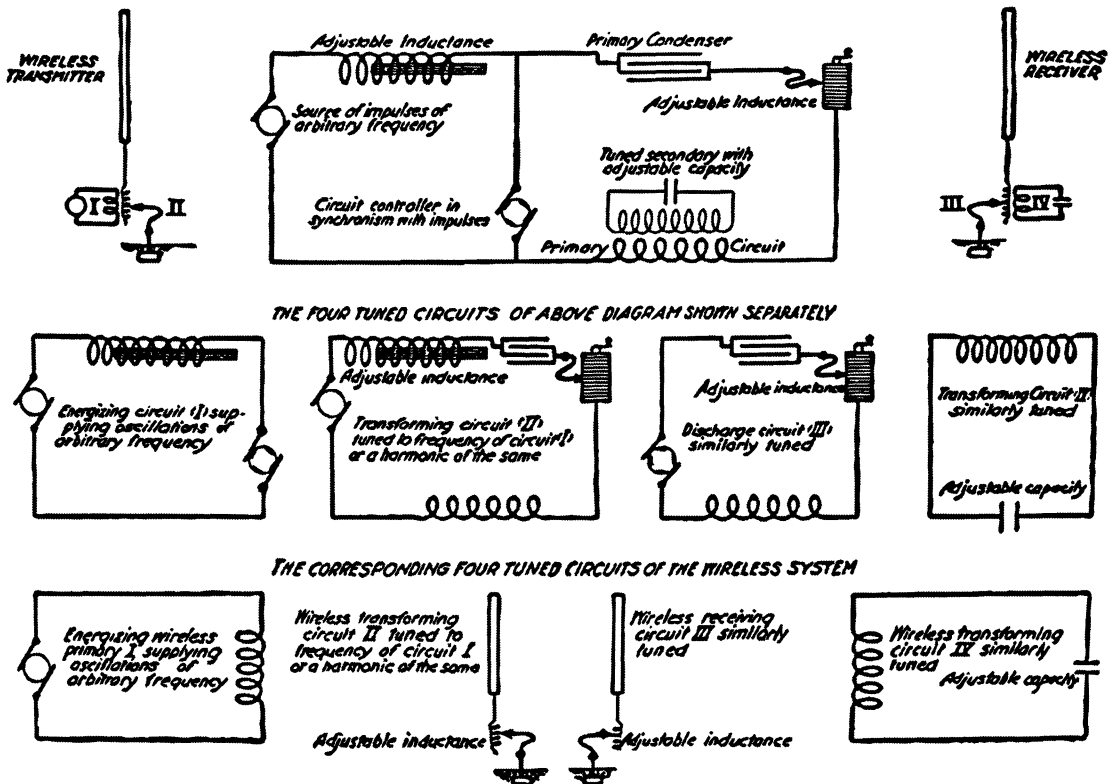 WIRELESS
TRANSMITTER
Adjustable Inductance
Source of impulses of
arbitrary frequency
Primary Condenser
Adjustable Inductance
WIRELESS
RECEIVER
I
II
Circuit controller in
synchronism with impulses
Tuned secondary with
adjustable capacity
Primary
Circuit
III
IV
THE FOUR TUNED CIRCUITS OF ABOVE DIAGRAM SHOWN SEPARATELY
Energizing circuit (I) sup-
plying oscillations of
arbitrary frequency
Adjustable inductance
Transforming circuit (II)
tuned to frequency of circuit (I)
or a harmonic of the same
Adjustable inductance
Discharge circuit (III)
similarly tuned
Transforming Circuit (IV)
similarly tuned
Adjustable capacity
THE CORRESPONDING FOUR TUNED CIRCUITS OF THE WIRELESS SYSTEM
Energizing wireless
primary I, supplying
oscillations of
arbitrary frequency
Wireless transforming
circuit II tuned to
frequency of circuit I
or a harmonic of the same
Adjustable inductance
Wireless receiving
circuit III similarly
tuned
Adjustable inductance
Wireless transforming
circuit IV similarly
tuned
Adjustable capacity